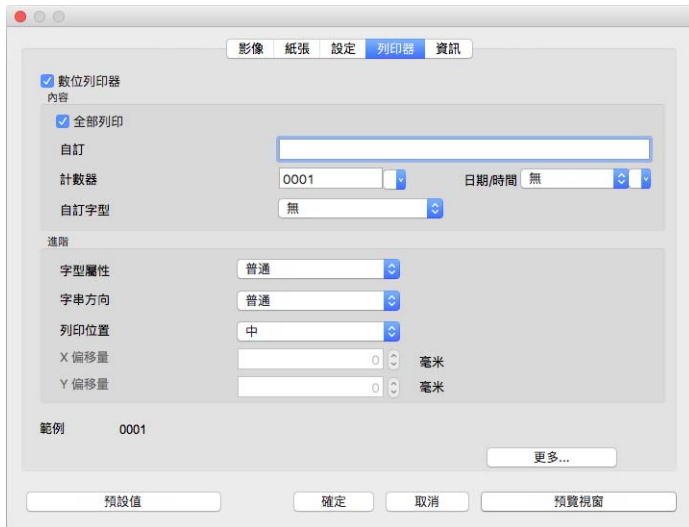 影像 紙張 設定 列印器 資訊
數位列印器
內容
全部列印
自訂
計數器 0001 日期/時間 無
自訂字型 無
進階
字型屬性 普通
字串方向 普通
列印位置 中
X 偏移量 0 毫米
Y 偏移量 0 毫米
範例 0001
更多...
預設值 確定 取消 預覽視窗